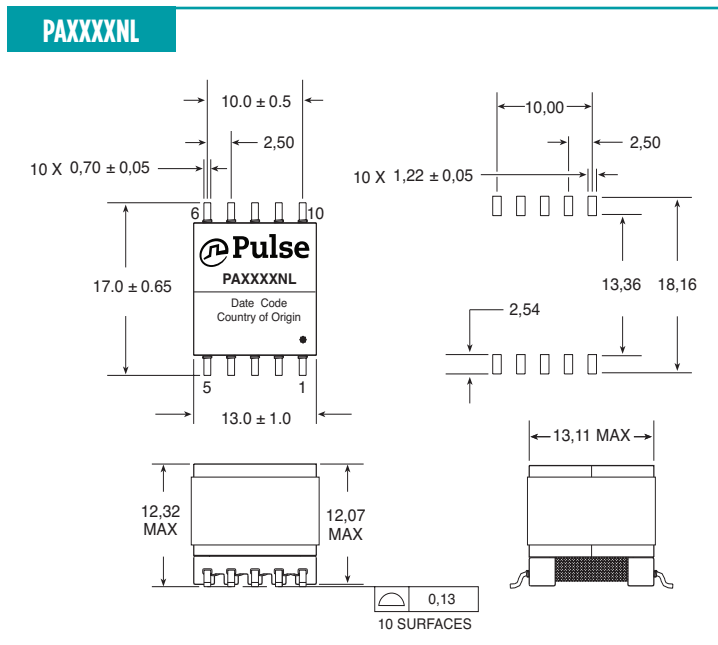 PAXXXXNL
10.0 ± 0.5
2,50
10 X 0,70 ± 0,05
6
10
Pulse
PAXXXXNL
Date Code
Country of Origin
17.0 ± 0.65
5
1
13.0 ± 1.0
10,00
2,50
10 X 1,22 ± 0,05
13,36
18,16
2,54
12,32
MAX
12,07
MAX
0,13
10 SURFACES
13,11 MAX